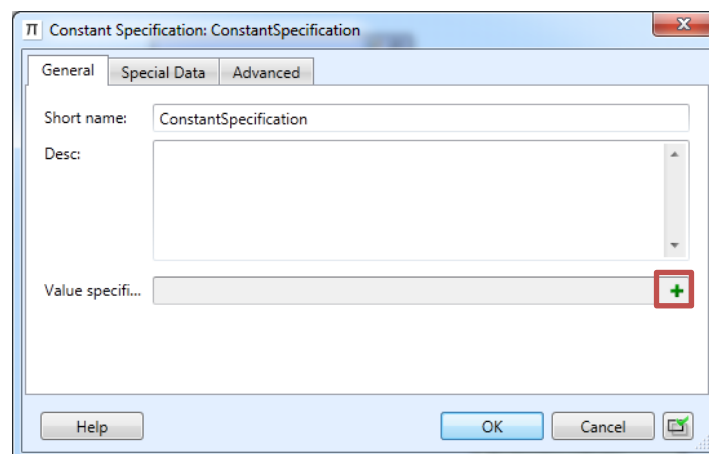 π Constant Specification: ConstantSpecification
General Special Data Advanced
Short name: ConstantSpecification
Desc:
Value specifi...
Help OK Cancel